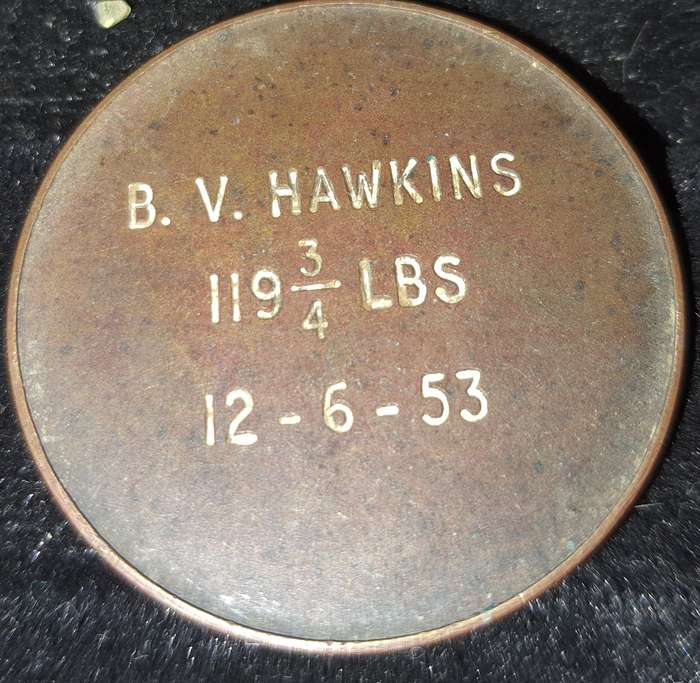 B. V. HAWKINS
119 3/4 LBS
12-6-53